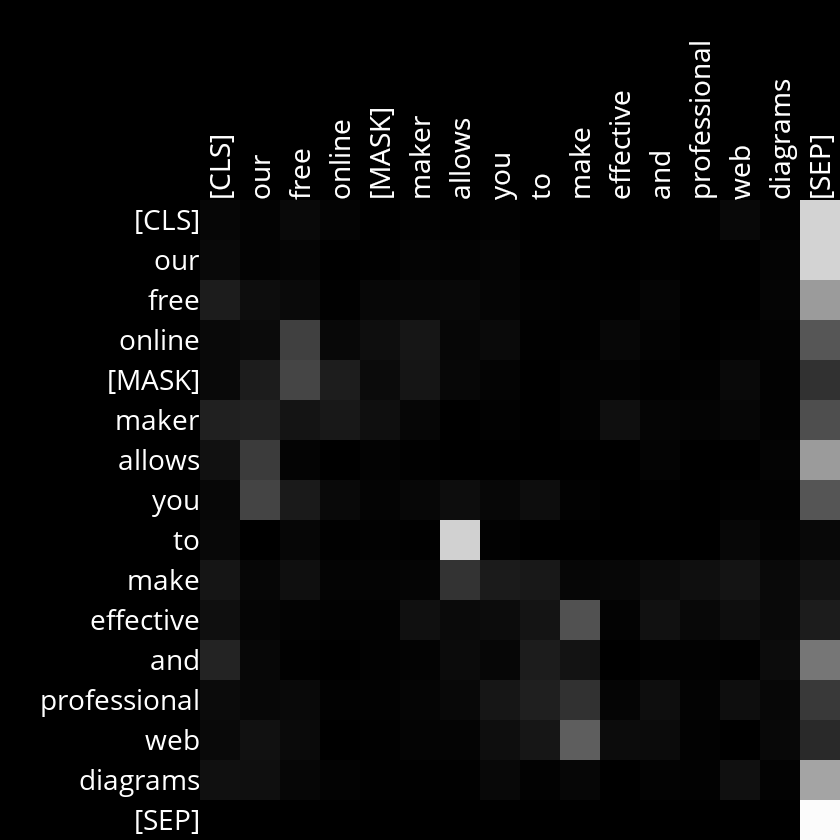 [CLS] our free online [MASK] maker allows you to make effective and professional web diagrams [SEP]
[CLS]
our
free
online
[MASK]
maker
allows
you
to
make
effective
and
professional
web
diagrams
[SEP]